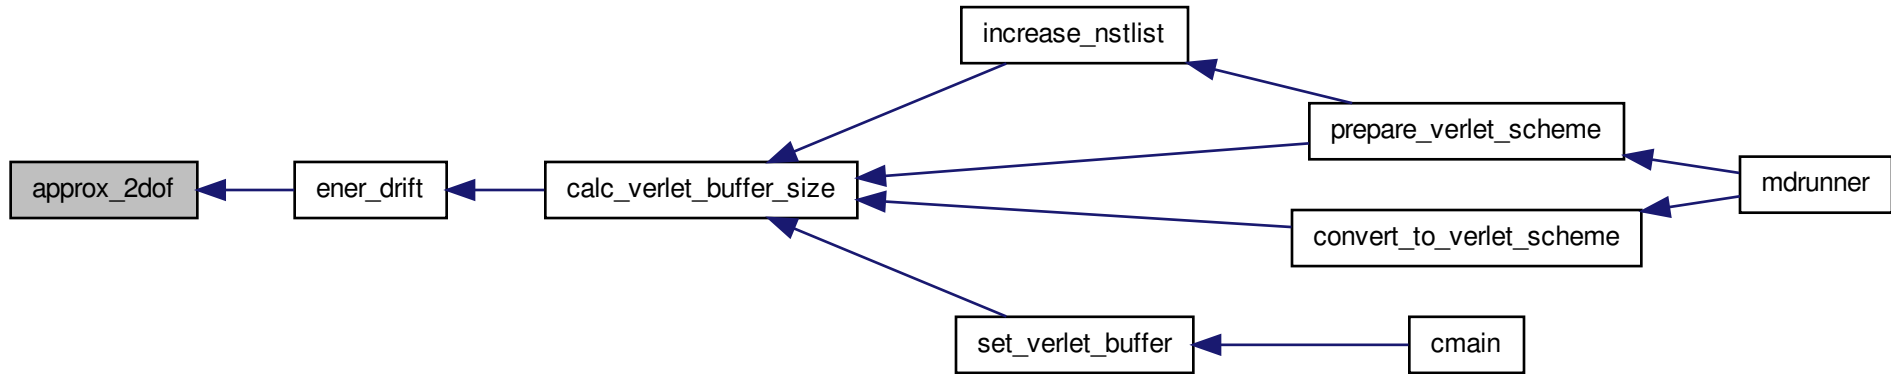 increase_nstlist
prepare_verlet_scheme
approx_2dof
ener_drift
calc_verlet_buffer_size
mdrunner
convert_to_verlet_scheme
set_verlet_buffer
cmain